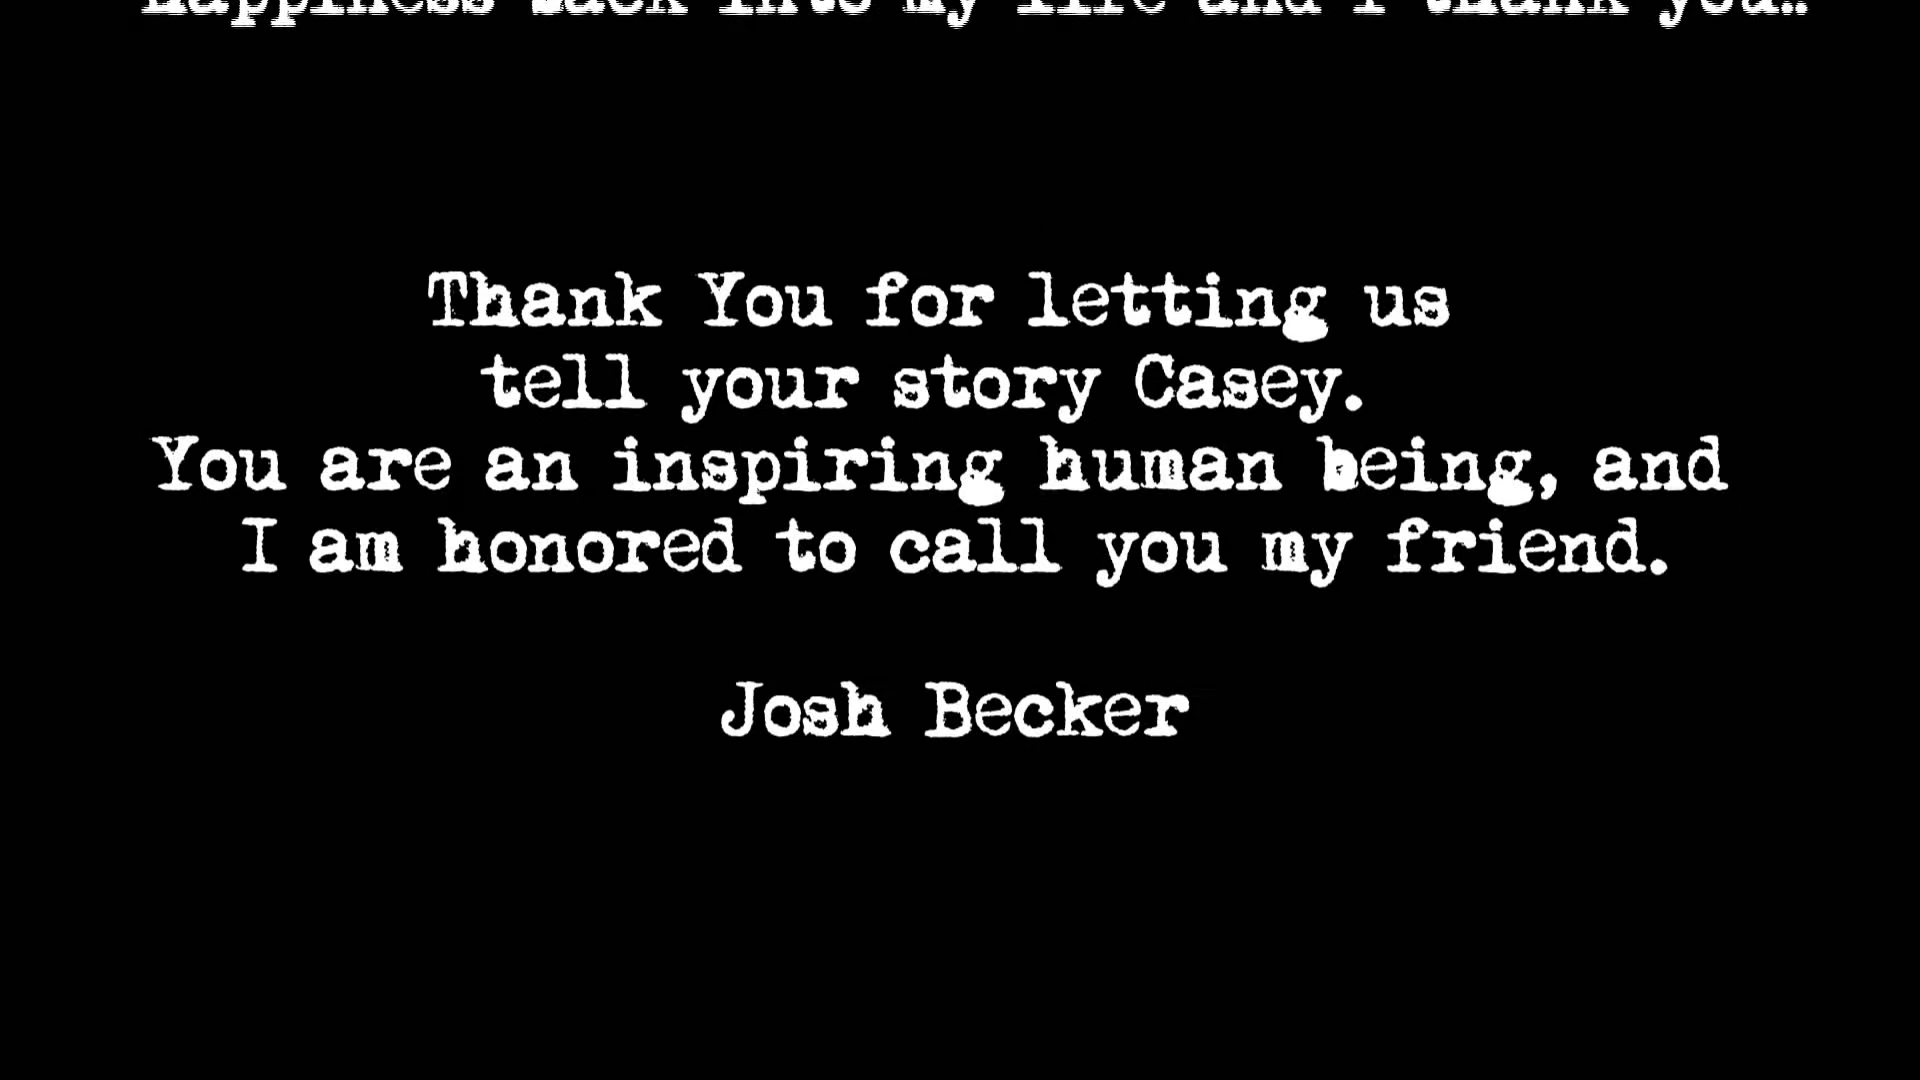 happiness back into my life and I thank you..
Thank You for letting us
tell your story Casey.
You are an inspiring human being, and
I am honored to call you my friend.
Josh Becker